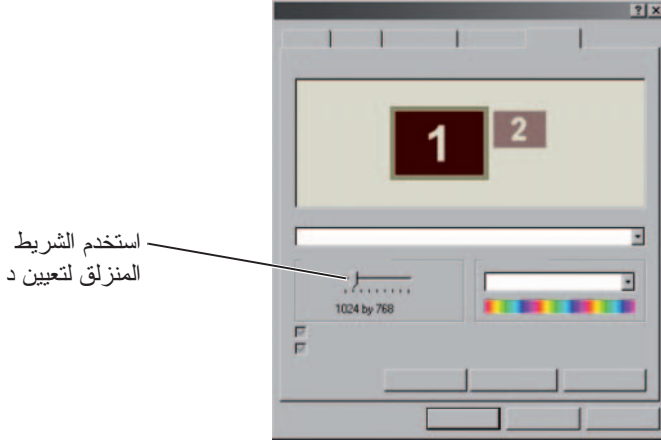 ? ×
1
2
استخدم الشريط
المنزلق لتعيين د
1024 by 768